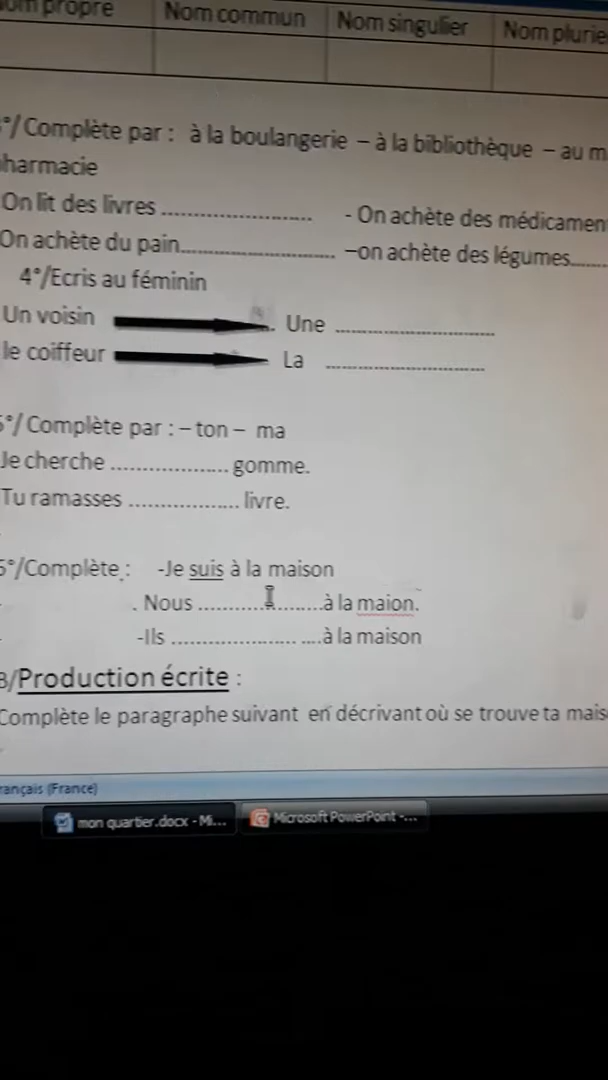 propre Nom commun Nom singulier Nom plurie
°/ Complète par : à la boulangerie – à la bibliothèque – au m
harmacie
On lit des livres ............................ - On achète des médicamen
On achète du pain............................ –on achète des légumes.......
4°/Ecris au féminin
Un voisin . Une ............................
le coiffeur La ............................
°/ Complète par : – ton – ma
Je cherche .................... gomme.
Tu ramasses ................... livre.
°/Complète : -Je suis à la maison
. Nous ......................à la maion.
-Ils ..................... ....à la maison
/Production écrite :
Complète le paragraphe suivant en décrivant où se trouve ta mais
rançais (France)
mon quartier.docx - Mi... Microsoft PowerPoint -...